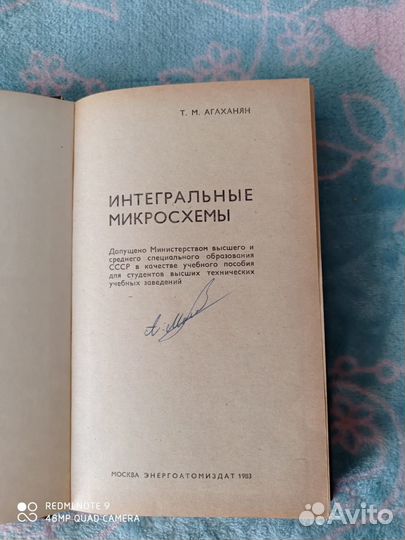 Т. М. АГАХАНЯН
ИНТЕГРАЛЬНЫЕ
МИКРОСХЕМЫ
Допущено Министерством высшего и
среднего специального образования
СССР в качестве учебного пособия
для студентов высших технических
учебных заведений
МОСКВА ЭНЕРГОАТОМИЗДАТ 1983
REDMI NOTE 9
48MP QUAD CAMERA
Avito